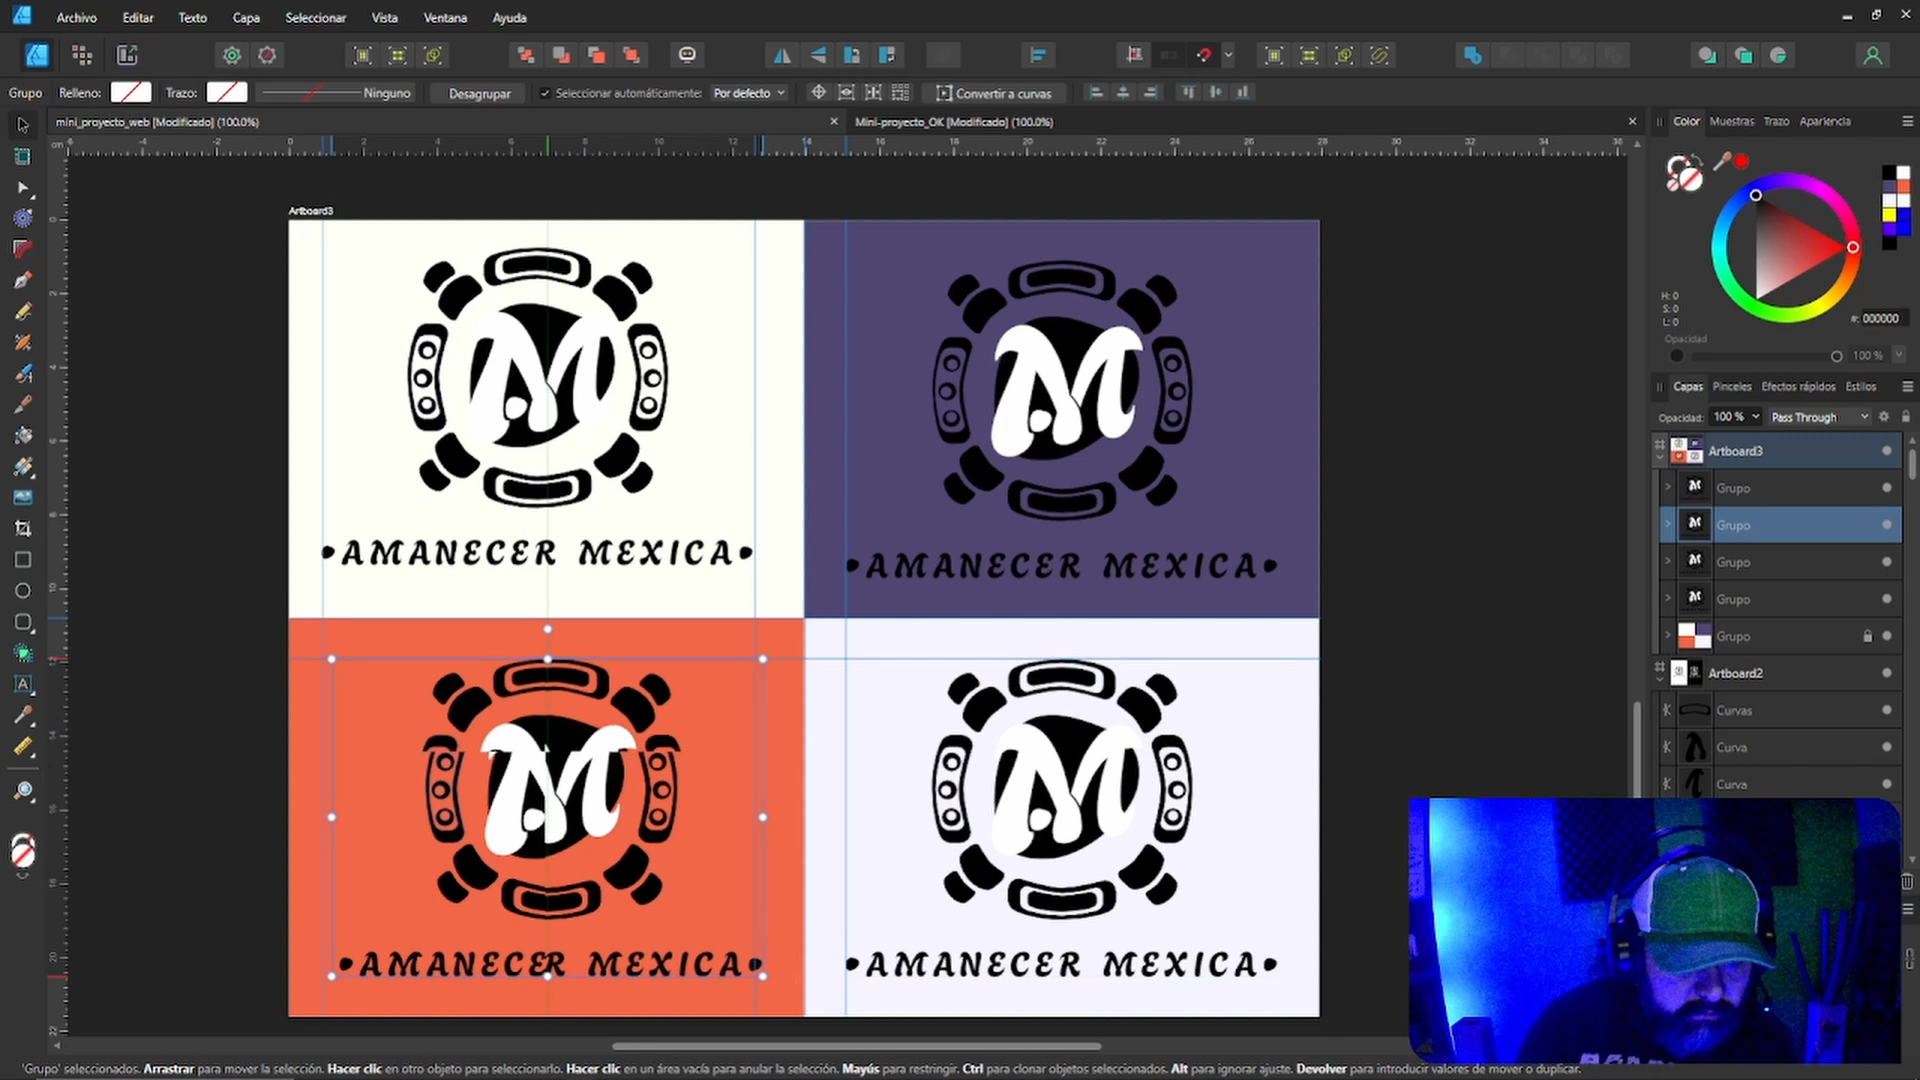 Archivo Editar Texto Capa Seleccionar Vista Ventana Ayuda
Grupo Relleno: Trazo: Ninguno Desagrupar Seleccionar automáticamente: Por defecto Convertir a curvas
mini_proyecto_web [Modificado] (100.0%)
Mini-proyecto_OK [Modificado] (100.0%)
cm
Artboard3
M
•AMANECER MEXICA•
M
•AMANECER MEXICA•
M
•AMANECER MEXICA•
M
•AMANECER MEXICA•
Color Muestras Trazo Apariencia
H: 0
S: 0
L: 0
#: 000000
Opacidad
100 %
Capas Pinceles Efectos rápidos Estilos
Opacidad: 100 % Pass Through
Artboard3
Grupo
Grupo
Grupo
Grupo
Grupo
Artboard2
Curvas
Curva
Curva
'Grupo' seleccionados. Arrastrar para mover la selección. Hacer clic en otro objeto para seleccionarlo. Hacer clic en un área vacía para anular la selección. Mayús para restringir. Ctrl para clonar objetos seleccionados. Alt para ignorar ajuste. Devolver para introducir valores de mover o duplicar.